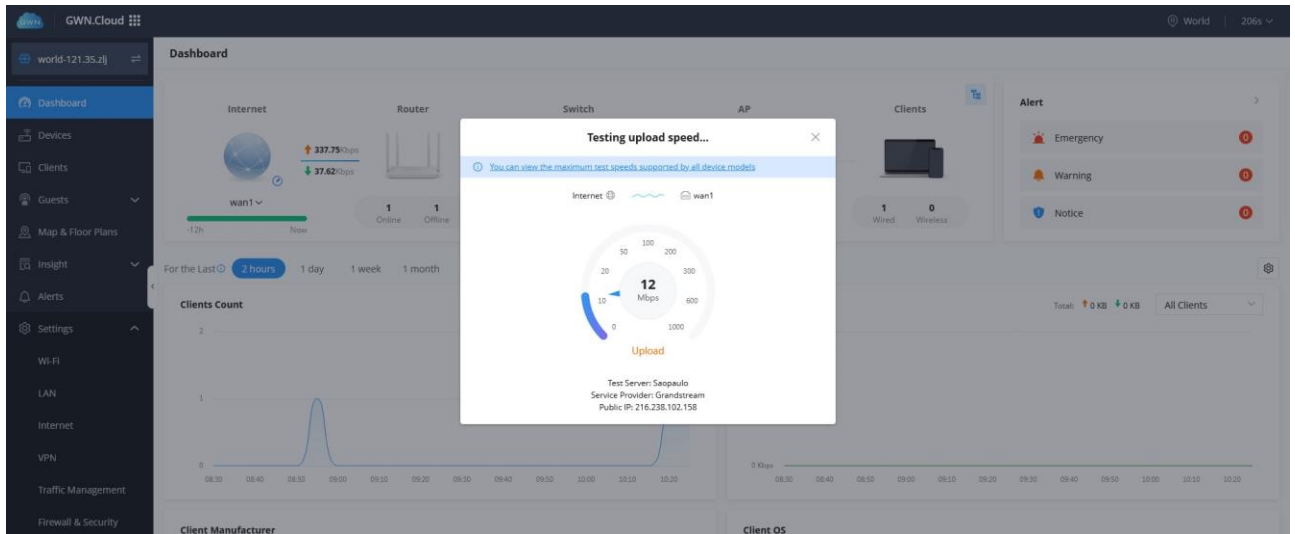 GWN GWN.Cloud
World 206s
world-121.35.zlj
Dashboard
Devices
Clients
Guests
Map & Floor Plans
Insight
Alerts
Settings
Wi-Fi
LAN
Internet
VPN
Traffic Management
Firewall & Security
Dashboard
Internet Router Switch AP Clients
337.75Kbps
37.62Kbps
wan1
-12h Now
1 1
Online Offline
1 0
Wired Wireless
Alert
Emergency 0
Warning 0
Notice 0
Testing upload speed...
You can view the maximum test speeds supported by all device models
Internet wan1
0 10 20 50 100 200 300 600 1000
12
Mbps
Upload
Test Server: Saopaulo
Service Provider: Grandstream
Public IP: 216.238.102.158
For the Last 2 hours 1 day 1 week 1 month
Clients Count
2
1
0
08:30 08:40 08:50 09:00 09:10 09:20 09:30 09:40 09:50 10:00 10:10 10:20
Total: 0 KB 0 KB All Clients
0 Kbps
08:30 08:40 08:50 09:00 09:10 09:20 09:30 09:40 09:50 10:00 10:10 10:20
Client Manufacturer
Client OS